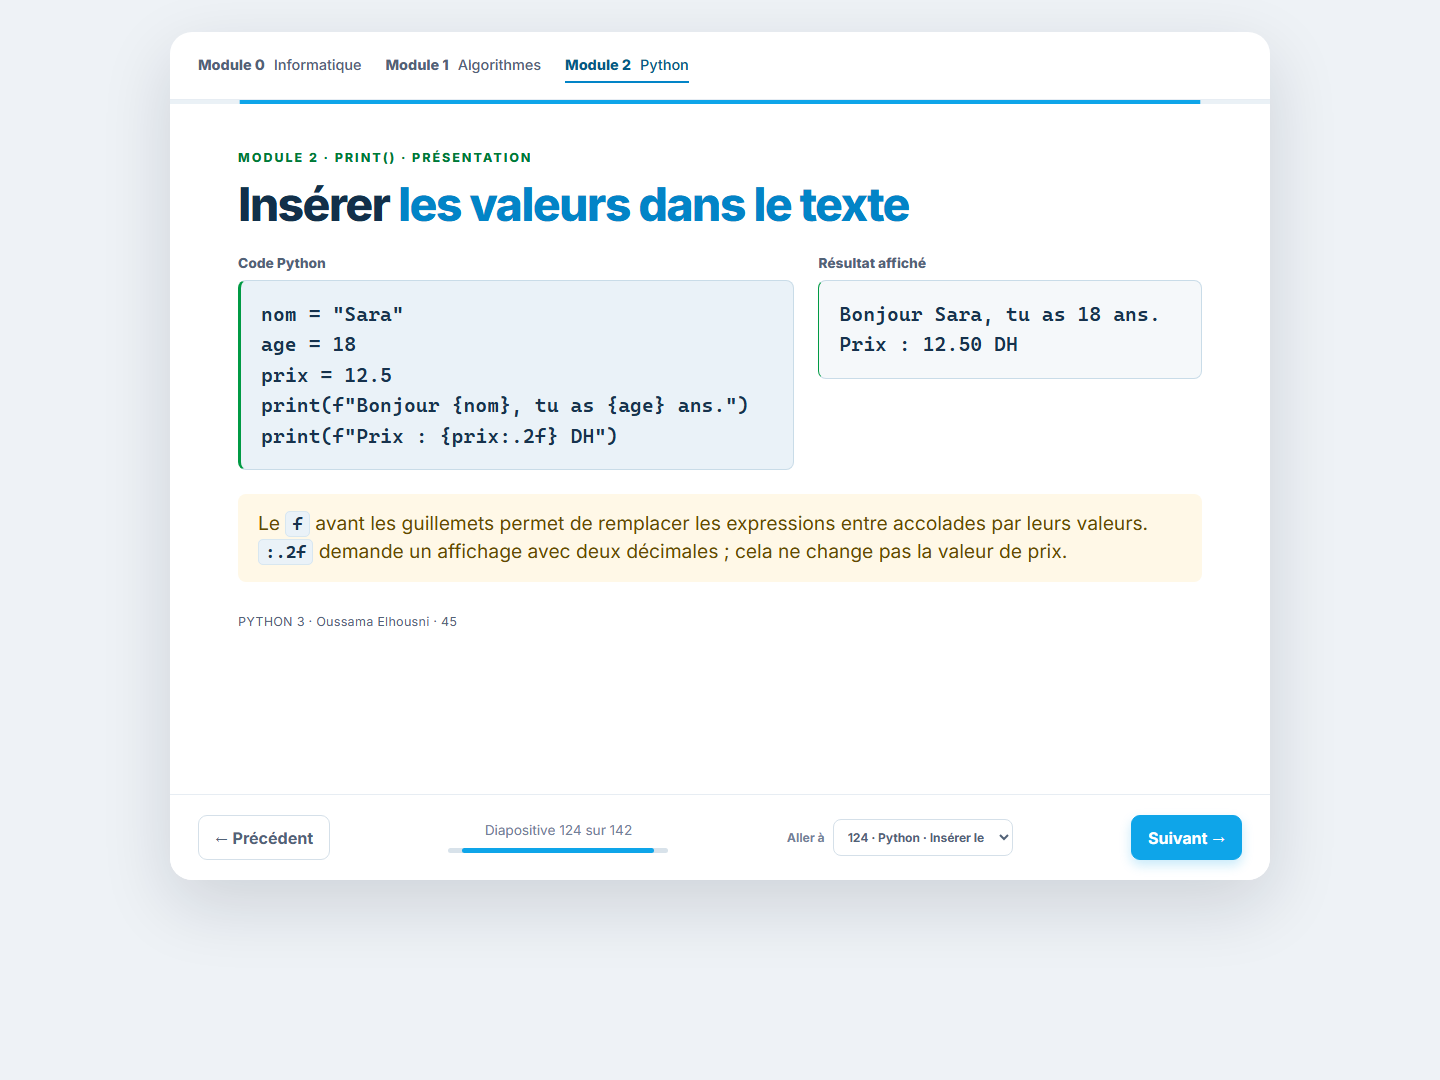 Module 0 Informatique Module 1 Algorithmes Module 2 Python
MODULE 2 · PRINT() · PRÉSENTATION
Insérer les valeurs dans le texte
Code Python
nom = "Sara"
age = 18
prix = 12.5
print(f"Bonjour {nom}, tu as {age} ans.")
print(f"Prix : {prix:.2f} DH")
Résultat affiché
Bonjour Sara, tu as 18 ans.
Prix : 12.50 DH
Le f avant les guillemets permet de remplacer les expressions entre accolades par leurs valeurs.
:.2f demande un affichage avec deux décimales ; cela ne change pas la valeur de prix.
PYTHON 3 · Oussama Elhousni · 45
← Précédent
Diapositive 124 sur 142
Aller à 124 · Python · Insérer le
Suivant →